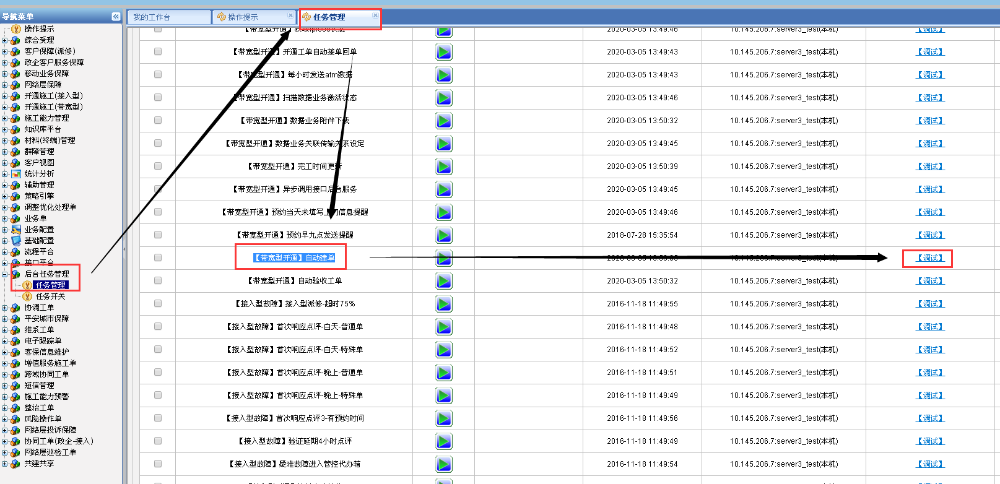 导航菜单
我的工作台
操作提示
任务管理
操作提示
综合受理
客户保障(派修)
政企客户服务保障
移动业务保障
网络层保障
开通施工(接入型)
开通施工(带宽型)
施工能力管理
知识库平台
材料(终端)管理
群障管理
客户视图
统计分析
辅助管理
策略引擎
调整优化处理单
业务单
业务配置
基础配置
流程平台
接口平台
后台任务管理
任务管理
任务开关
协调工单
平安城市保障
维系工单
电子跟踪单
客保信息维护
增值服务施工单
跨域协同工单
短信管理
施工能力预警
整治工单
风险操作单
网络层投诉保障
协同工单(政企-接入)
网络层巡检工单
共建共享
2020-03-05 13:49:46 10.145.206.7:server3_test(本机) 【调试】
【带宽型开通】开通工单自动接单回单 2020-03-05 13:49:43 10.145.206.7:server3_test(本机) 【调试】
【带宽型开通】每小时发送atm数据 2020-03-05 13:49:43 10.145.206.7:server3_test(本机) 【调试】
【带宽型开通】扫描数据业务激活状态 2020-03-05 13:49:46 10.145.206.7:server3_test(本机) 【调试】
【带宽型开通】数据业务附件下载 2020-03-05 13:50:32 10.145.206.7:server3_test(本机) 【调试】
【带宽型开通】数据业务关联传输关系设定 2020-03-05 13:49:45 10.145.206.7:server3_test(本机) 【调试】
【带宽型开通】完工时间更新 2020-03-05 13:50:39 10.145.206.7:server3_test(本机) 【调试】
【带宽型开通】异步调用接口后台服务 2020-03-05 13:49:45 10.145.206.7:server3_test(本机) 【调试】
【带宽型开通】预约当天未填写上门信息提醒 2020-03-05 13:49:46 10.145.206.7:server3_test(本机) 【调试】
【带宽型开通】预约早九点发送提醒 2018-07-28 15:35:54 10.145.206.7:server3_test(本机) 【调试】
【带宽型开通】自动建单 【调试】
【带宽型开通】自动验收工单 2020-03-05 13:50:32 10.145.206.7:server3_test(本机) 【调试】
【接入型故障】接入型派修-超时75% 2016-11-18 11:49:55 10.145.206.7:server3_test(本机) 【调试】
【接入型故障】首次响应点评-白天-普通单 2016-11-18 11:49:48 10.145.206.7:server3_test(本机) 【调试】
【接入型故障】首次响应点评-白天-特殊单 2016-11-18 11:49:52 10.145.206.7:server3_test(本机) 【调试】
【接入型故障】首次响应点评-晚上-普通单 2016-11-18 11:49:51 10.145.206.7:server3_test(本机) 【调试】
【接入型故障】首次响应点评-晚上-特殊单 2016-11-18 11:49:49 10.145.206.7:server3_test(本机) 【调试】
【接入型故障】首次响应点评3-有预约时间 2016-11-18 11:49:56 10.145.206.7:server3_test(本机) 【调试】
【接入型故障】验证延期4小时点评 2016-11-18 11:49:49 10.145.206.7:server3_test(本机) 【调试】
【接入型故障】疑难故障进入管控代办箱 2016-11-18 11:49:54 10.145.206.7:server3_test(本机) 【调试】